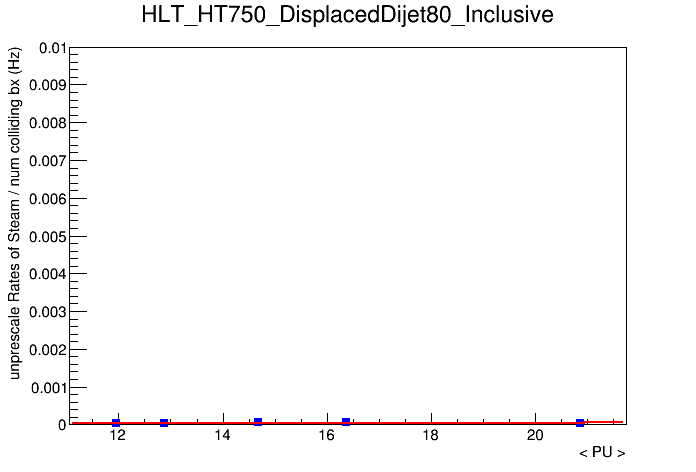 HLT_HT750_DisplacedDijet80_Inclusive
unprescale Rates of Steam / num colliding bx (Hz)
0.01
0.009
0.008
0.007
0.006
0.005
0.004
0.003
0.002
0.001
0
12 14 16 18 20
< PU >